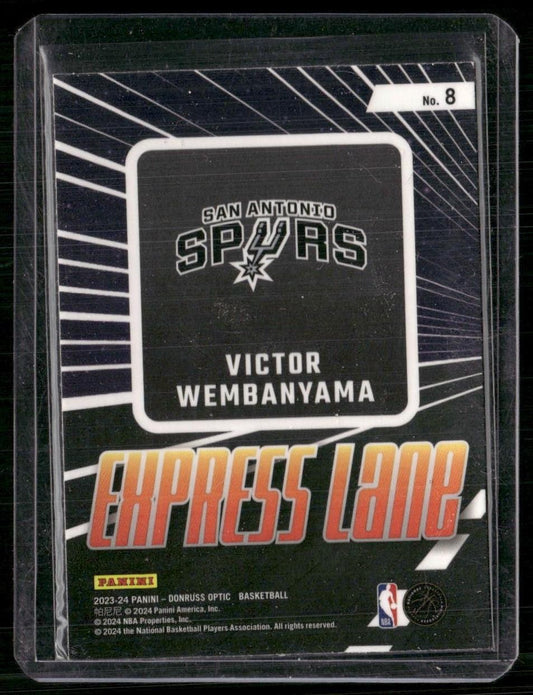 No. 8
SAN ANTONIO
SPURS
VICTOR
WEMBANYAMA
EXPRESS Lane
PANINI
2023-24 PANINI – DONRUSS OPTIC BASKETBALL
帕尼尼 © 2024 Panini America, Inc.
© 2024 NBA Properties, Inc.
© 2024 the National Basketball Players Association. All rights reserved.
NBA